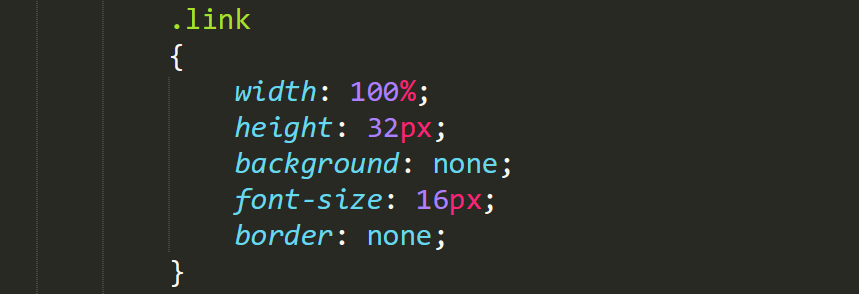 .link
{
    width: 100%;
    height: 32px;
    background: none;
    font-size: 16px;
    border: none;
}